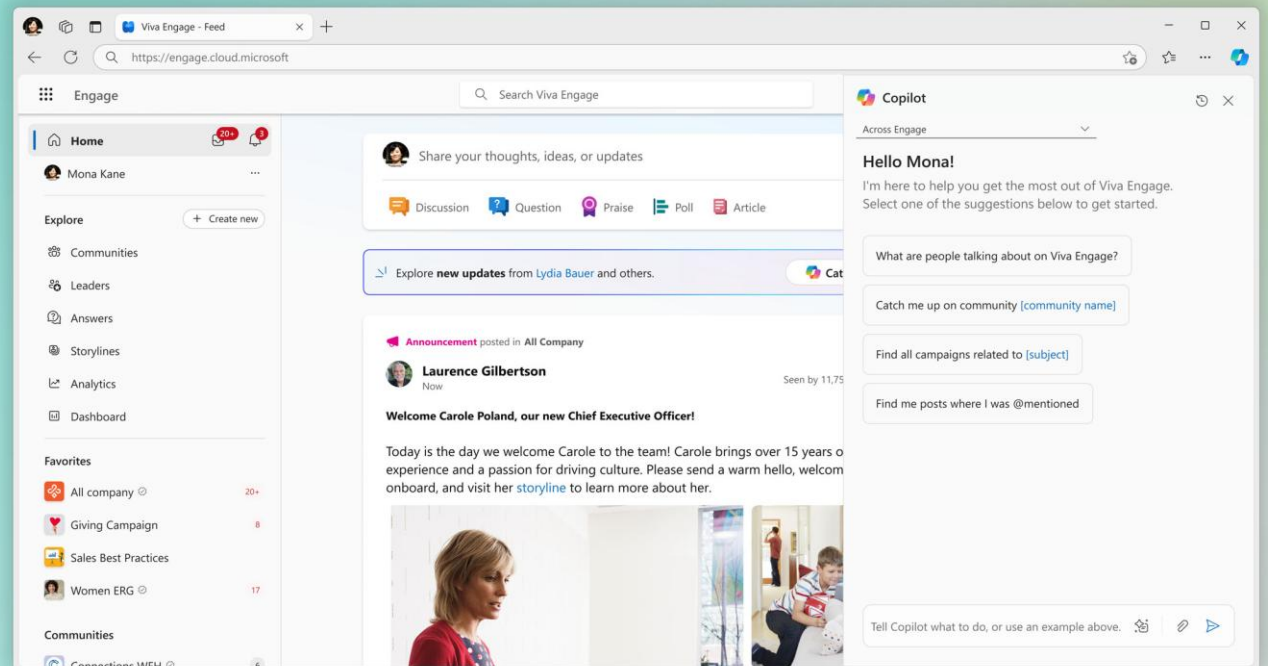 Viva Engage - Feed
https://engage.cloud.microsoft
Engage
Search Viva Engage
Home
20+
3
Mona Kane
Explore
+ Create new
Communities
Leaders
Answers
Storylines
Analytics
Dashboard
Favorites
All company
20+
Giving Campaign
8
Sales Best Practices
Women ERG
17
Communities
Connections WFH
6
Share your thoughts, ideas, or updates
Discussion
Question
Praise
Poll
Article
Explore new updates from Lydia Bauer and others.
Cat
Announcement posted in All Company
Laurence Gilbertson
Now
Seen by 11,75
Welcome Carole Poland, our new Chief Executive Officer!
Today is the day we welcome Carole to the team! Carole brings over 15 years o
experience and a passion for driving culture. Please send a warm hello, welcom
onboard, and visit her storyline to learn more about her.
Copilot
Across Engage
Hello Mona!
I'm here to help you get the most out of Viva Engage.
Select one of the suggestions below to get started.
What are people talking about on Viva Engage?
Catch me up on community [community name]
Find all campaigns related to [subject]
Find me posts where I was @mentioned
Tell Copilot what to do, or use an example above.